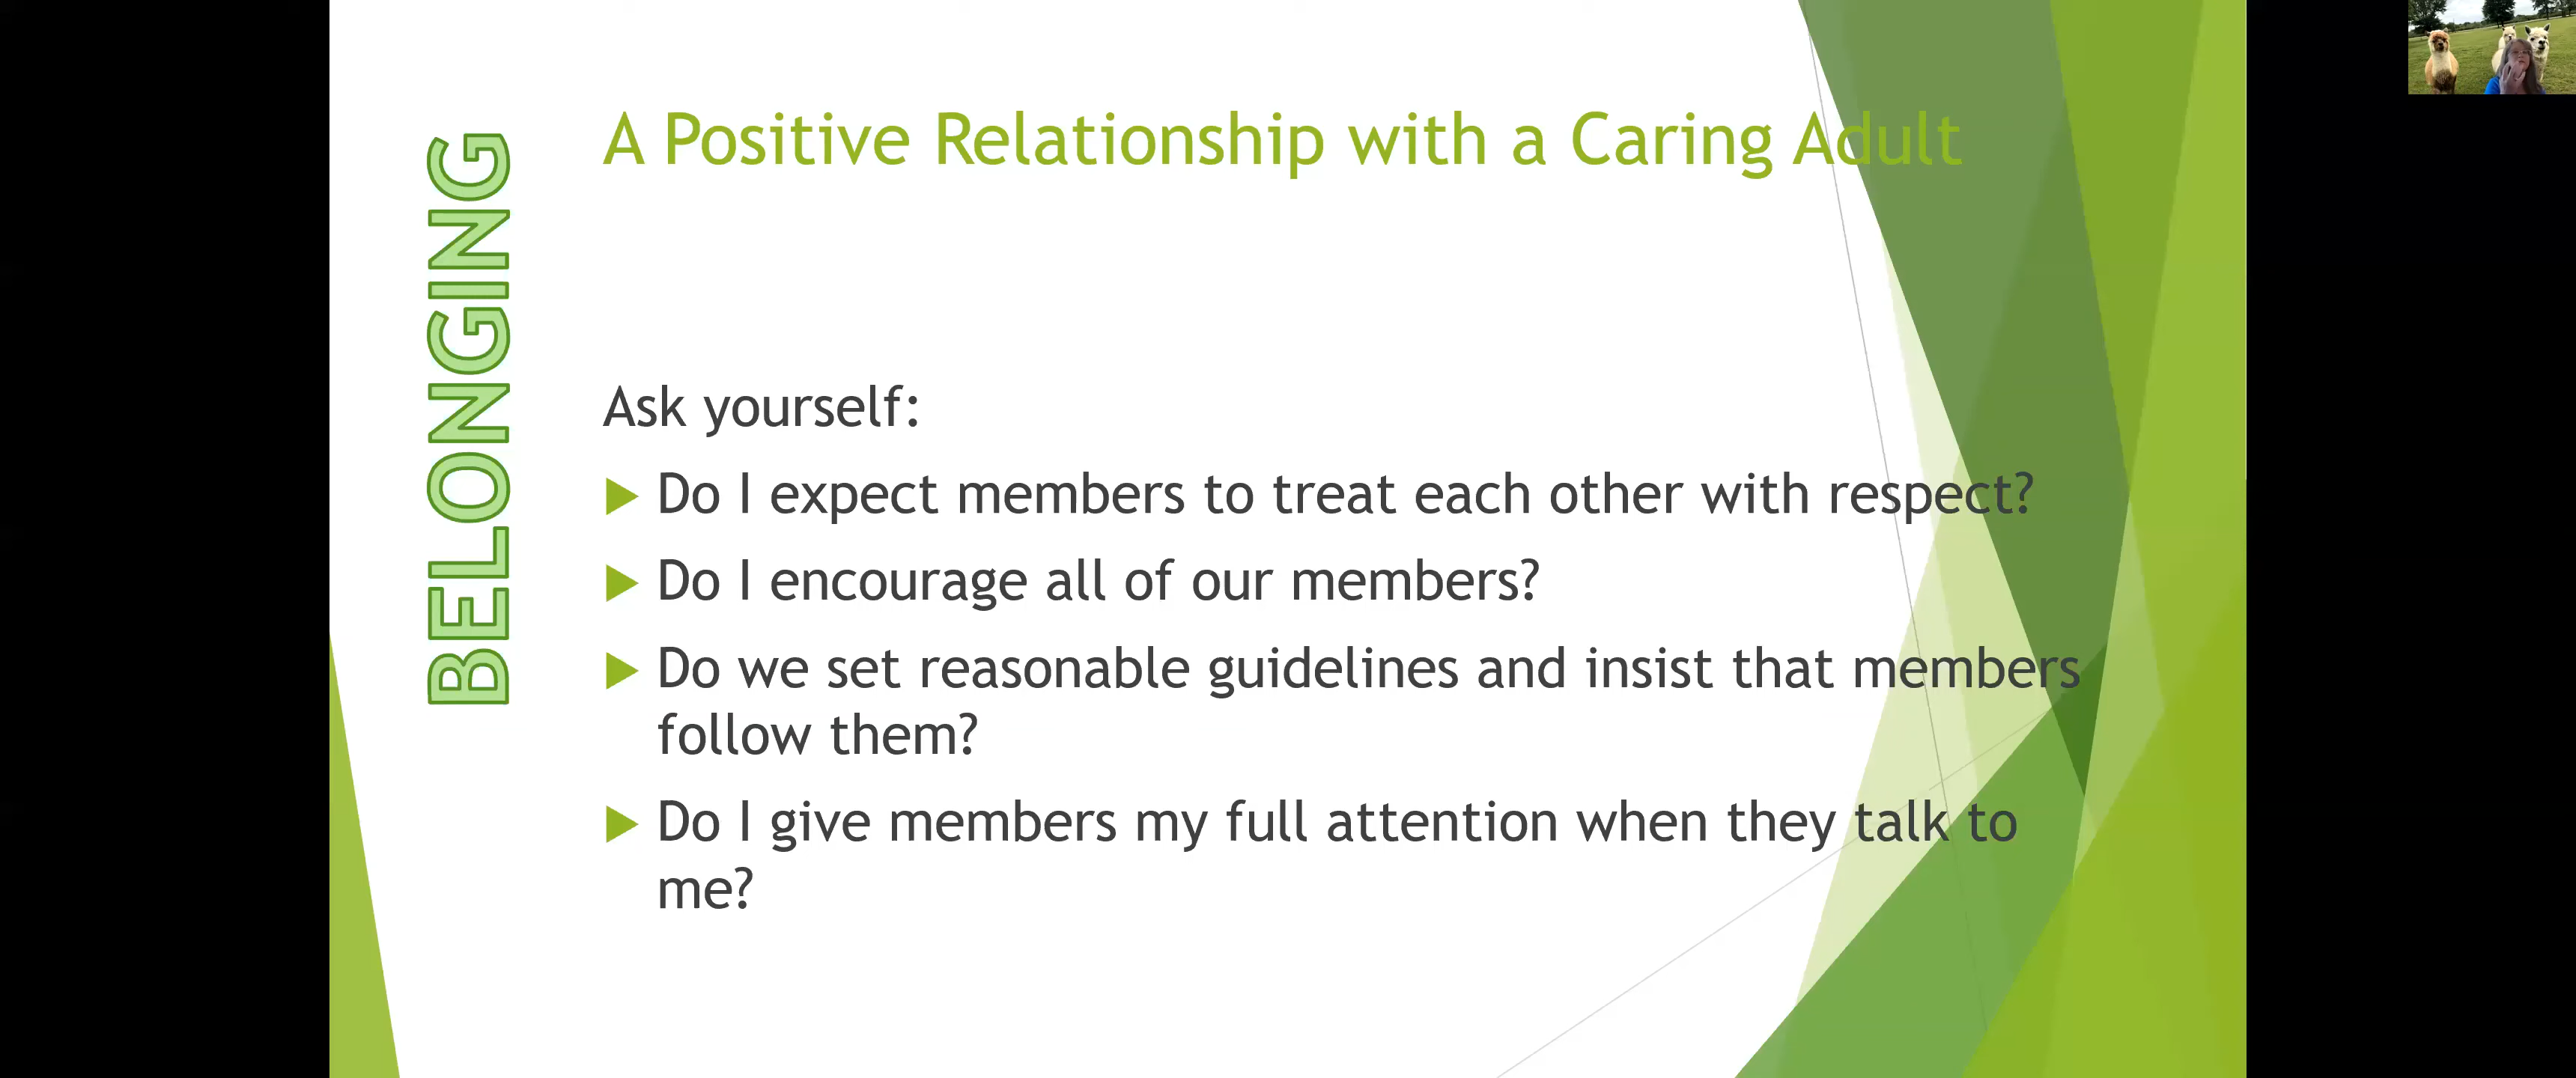 BELONGING
A Positive Relationship with a Caring Adult
Ask yourself:
Do I expect members to treat each other with respect?
Do I encourage all of our members?
Do we set reasonable guidelines and insist that members
follow them?
Do I give members my full attention when they talk to
me?